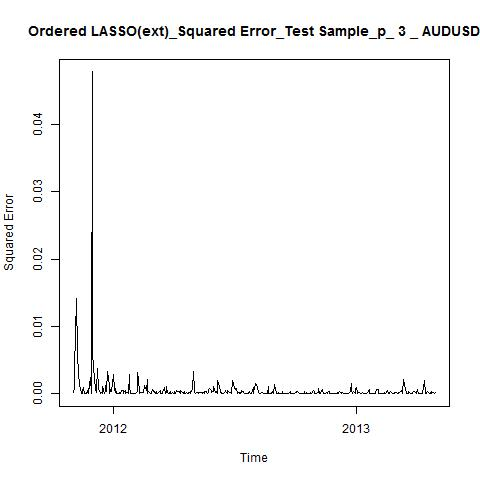 Ordered LASSO(ext)_Squared Error_Test Sample_p_ 3 _ AUDUSD
Squared Error
0.04
0.03
0.02
0.01
0.00
2012 2013
Time